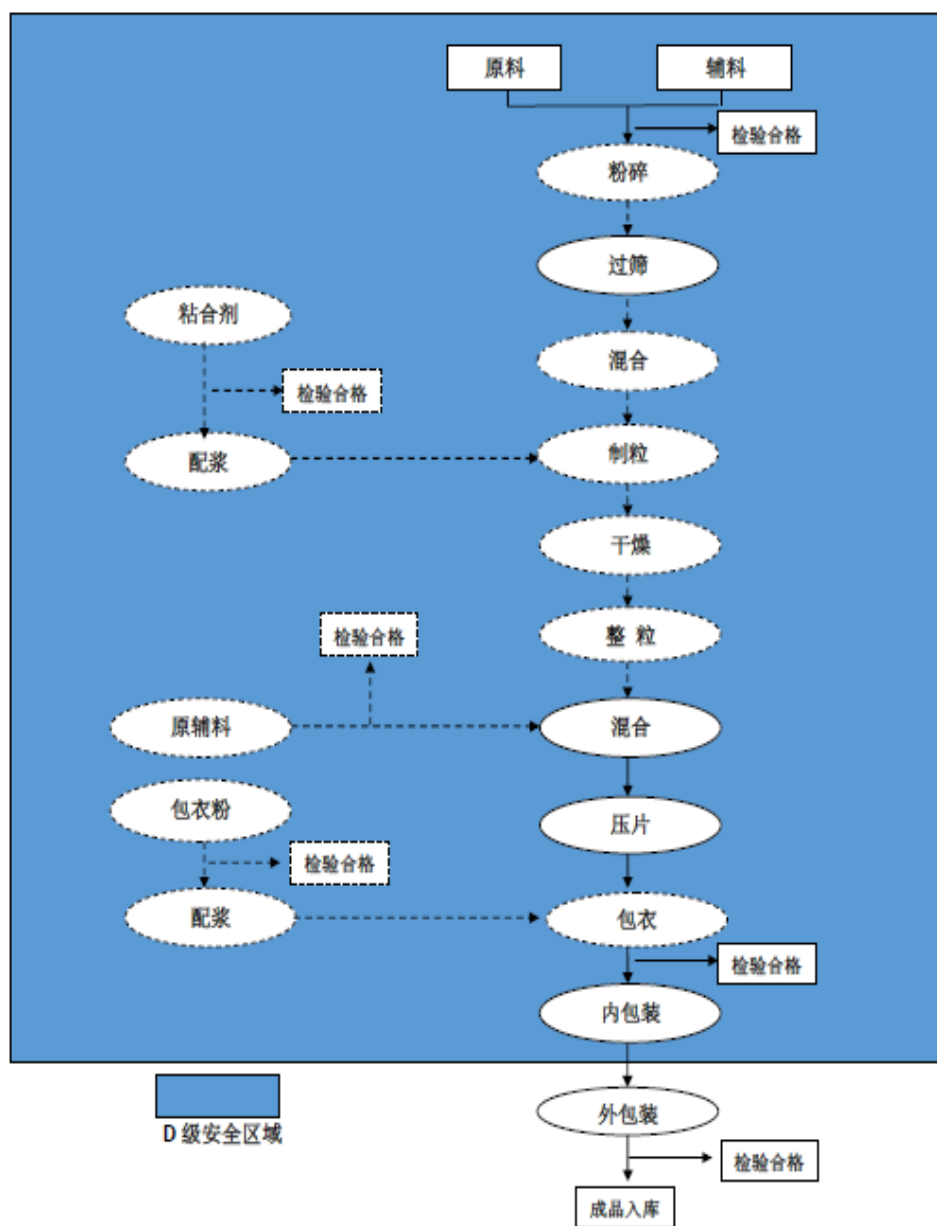 原料
辅料
检验合格
粉碎
过筛
粘合剂
混合
检验合格
配浆
制粒
干燥
检验合格
整 粒
原辅料
混合
包衣粉
压片
检验合格
配浆
包衣
检验合格
内包装
D 级安全区域
外包装
检验合格
成品入库